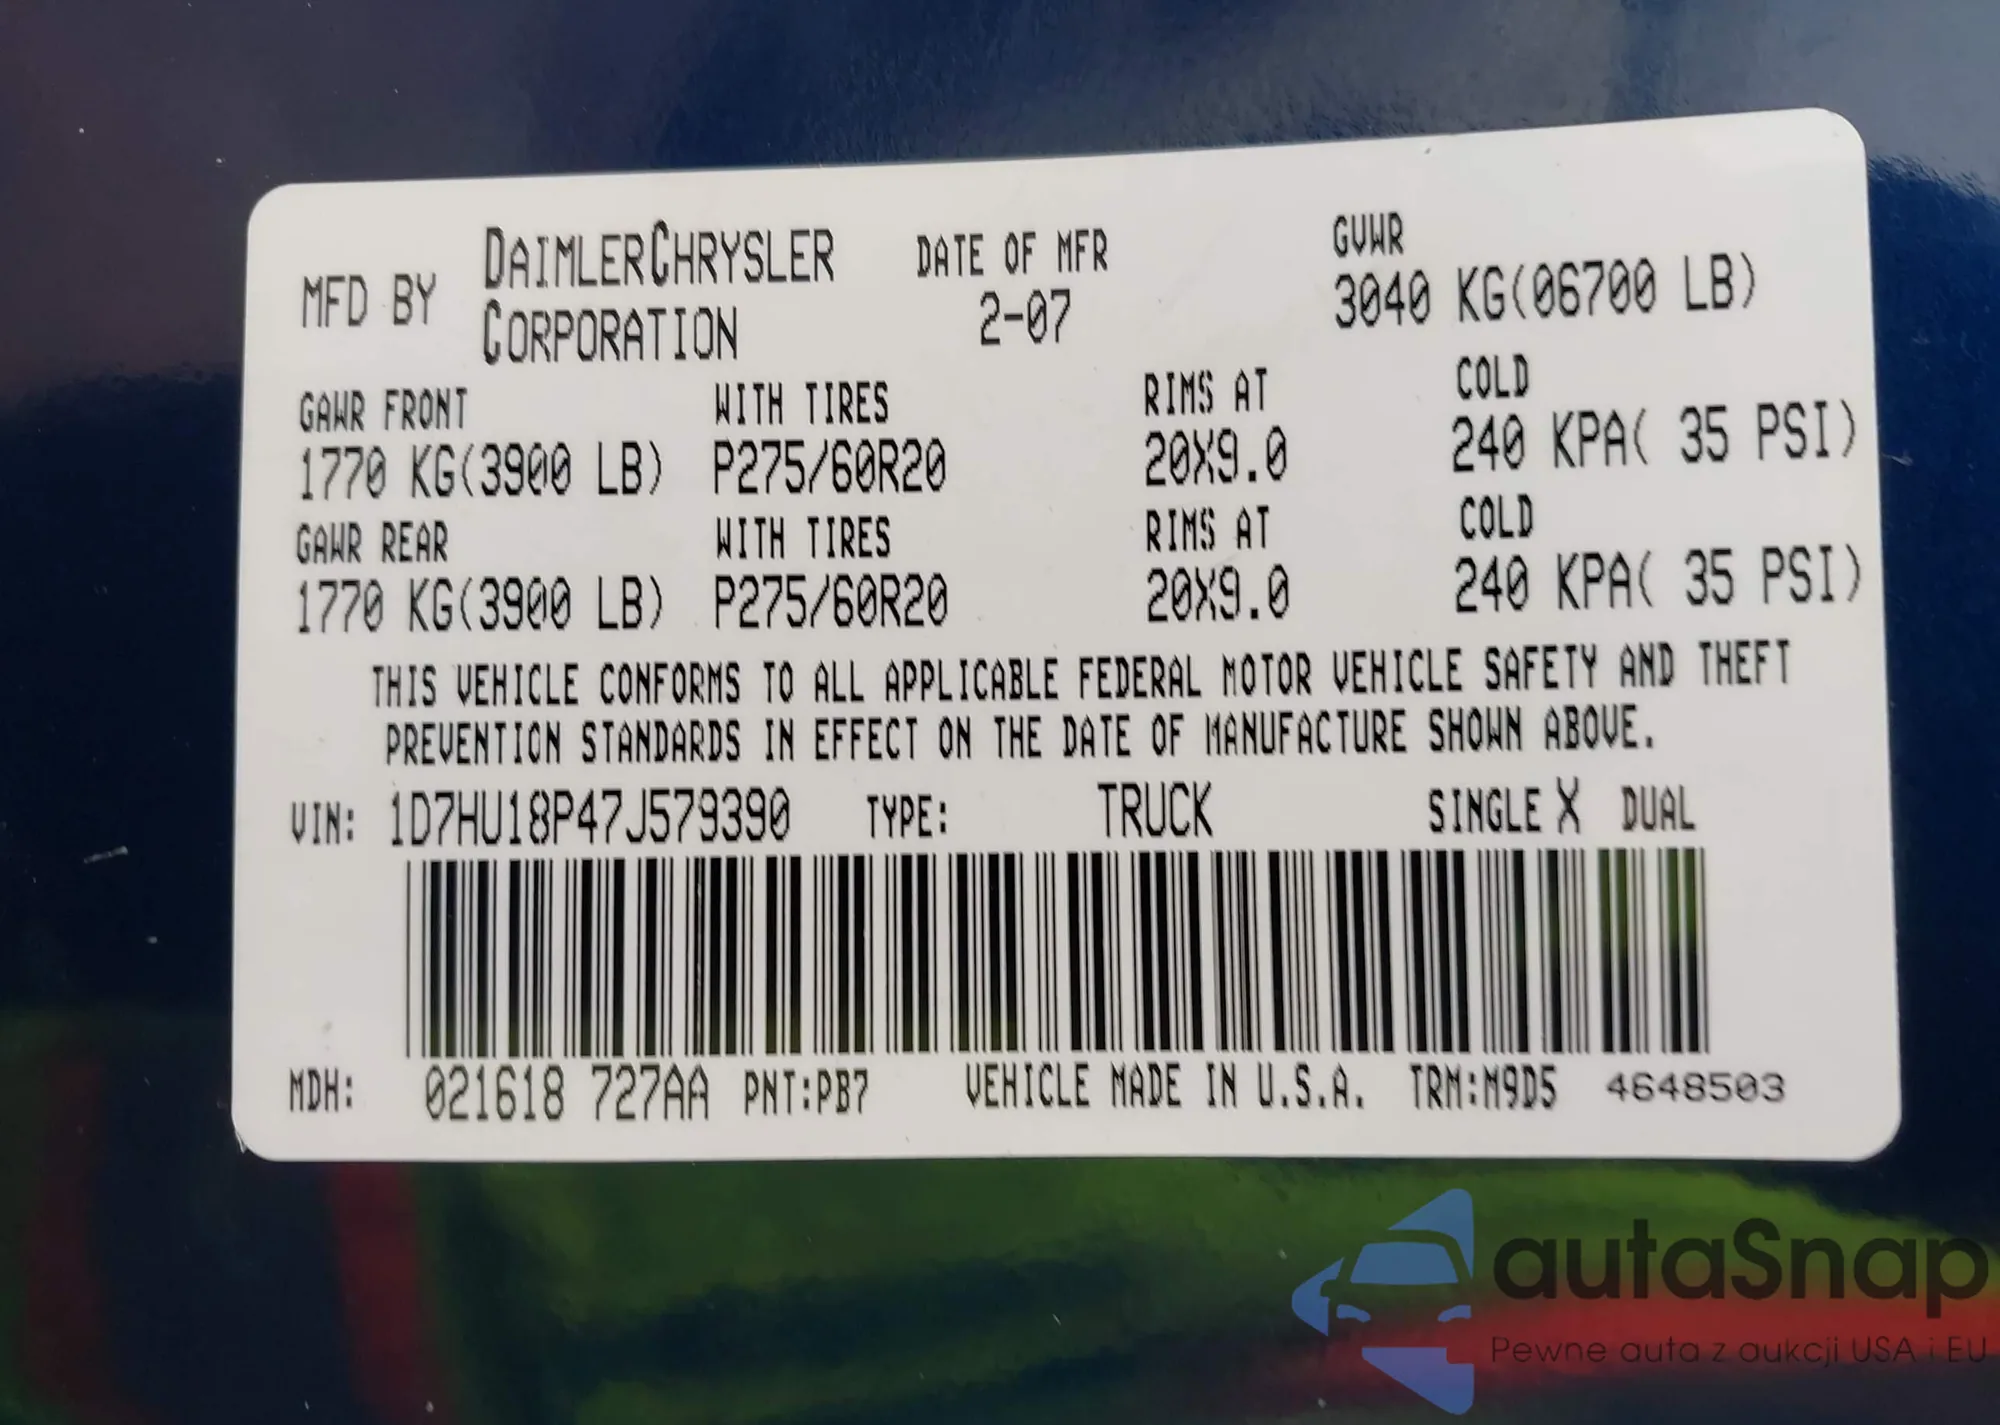 MFD BY DAIMLERCHRYSLER CORPORATION
DATE OF MFR
2-07
GVWR
3040 KG(06700 LB)
GAWR FRONT WITH TIRES RIMS AT COLD
1770 KG(3900 LB) P275/60R20 20X9.0 240 KPA( 35 PSI)
GAWR REAR WITH TIRES RIMS AT COLD
1770 KG(3900 LB) P275/60R20 20X9.0 240 KPA( 35 PSI)
THIS VEHICLE CONFORMS TO ALL APPLICABLE FEDERAL MOTOR VEHICLE SAFETY AND THEFT
PREVENTION STANDARDS IN EFFECT ON THE DATE OF MANUFACTURE SHOWN ABOVE.
VIN: 1D7HU18P47J579390 TYPE: TRUCK SINGLE X DUAL
MDH: 021618 727AA PNT:PB7 VEHICLE MADE IN U.S.A. TRM:M9D5 4648503
autaSnap
Pewne auta z aukcji USA i EU